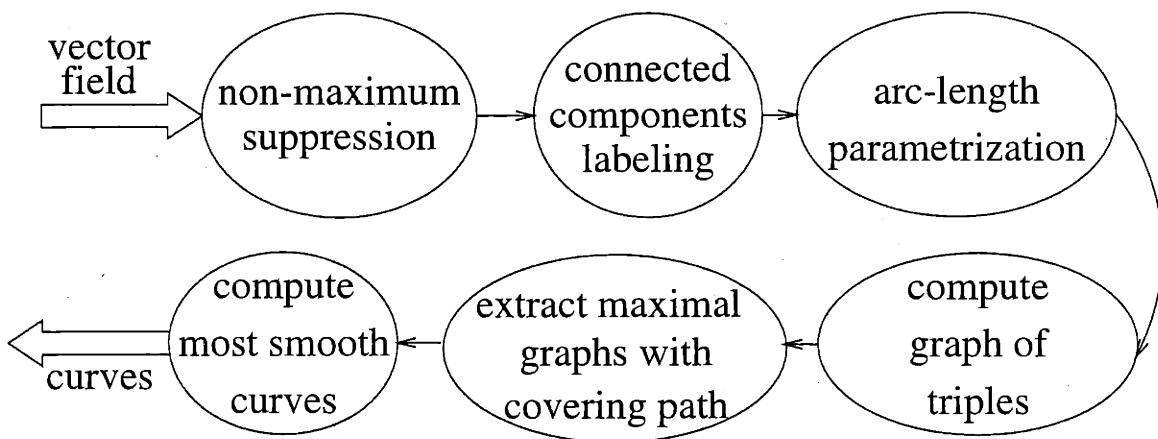 vector
field
non-maximum
suppression
connected
components
labeling
arc-length
parametrization
compute
graph of
triples
extract maximal
graphs with
covering path
compute
most smooth
curves
curves